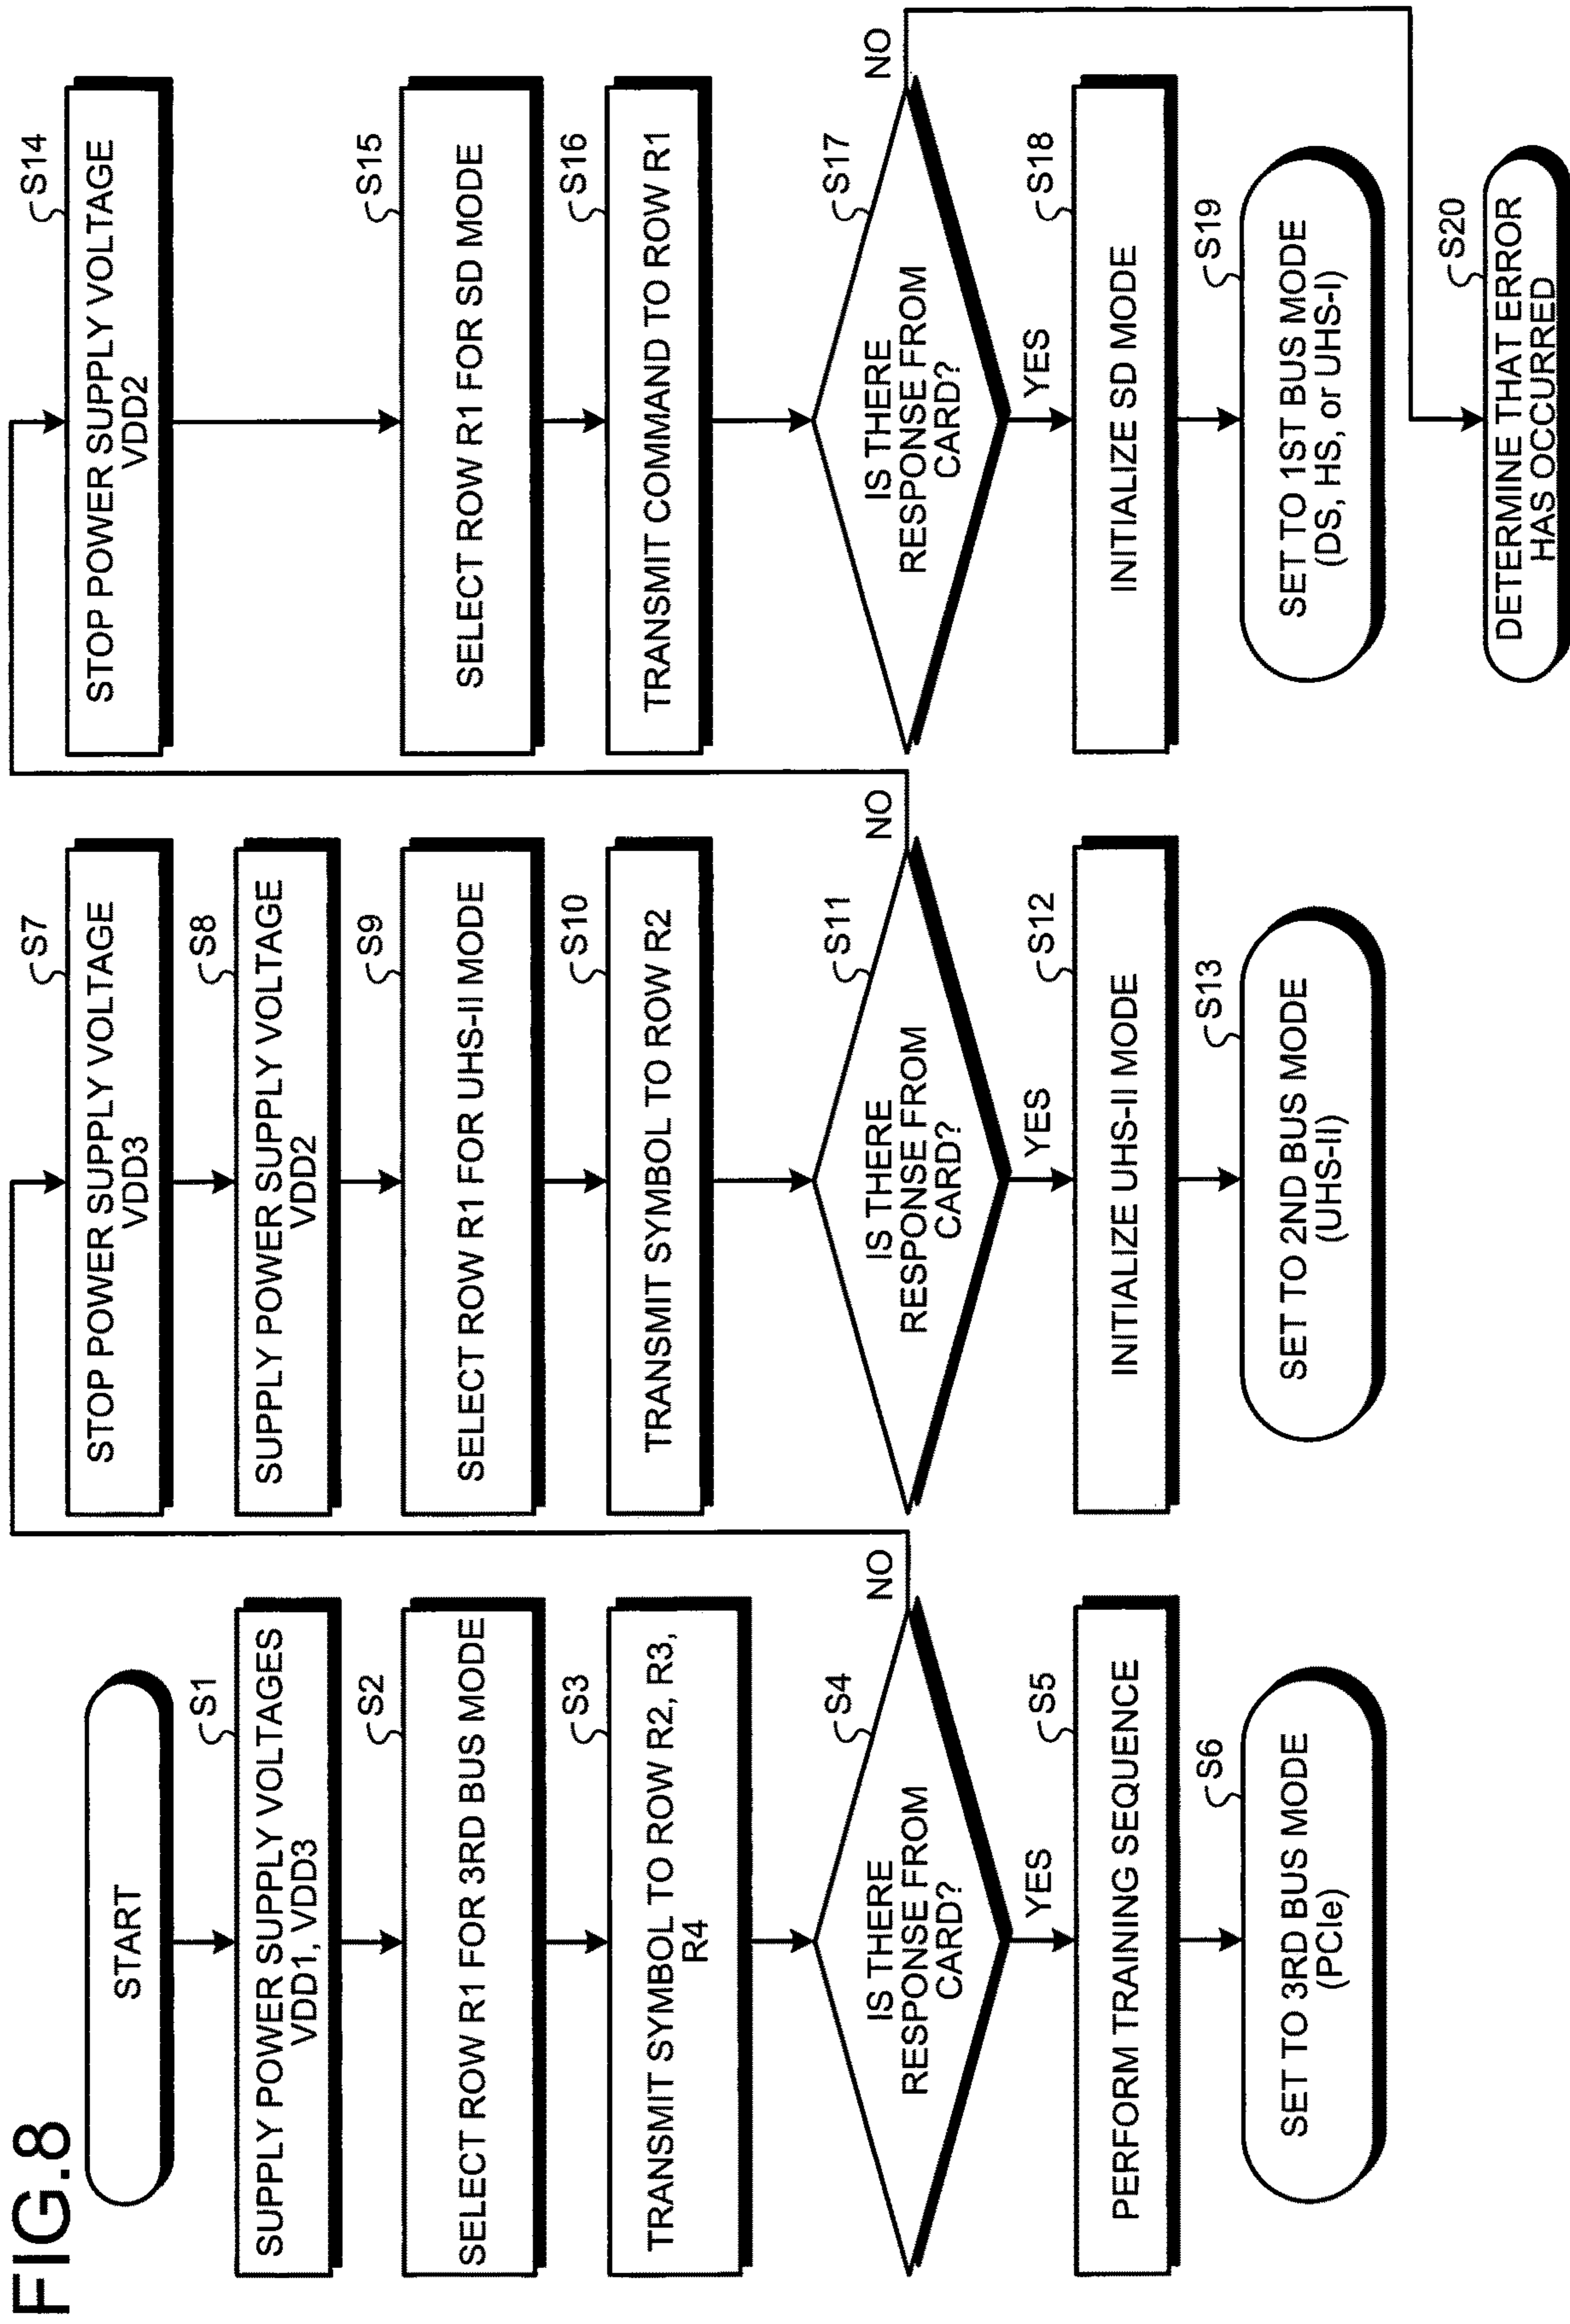 FIG.8
START
S1
SUPPLY POWER SUPPLY VOLTAGES
VDD1, VDD3
S2
SELECT ROW R1 FOR 3RD BUS MODE
S3
TRANSMIT SYMBOL TO ROW R2, R3,
R4
S4
IS THERE
RESPONSE FROM
CARD?
NO
YES
S5
PERFORM TRAINING SEQUENCE
S6
SET TO 3RD BUS MODE
(PCIe)
S7
STOP POWER SUPPLY VOLTAGE
VDD3
S8
SUPPLY POWER SUPPLY VOLTAGE
VDD2
S9
SELECT ROW R1 FOR UHS-II MODE
S10
TRANSMIT SYMBOL TO ROW R2
S11
IS THERE
RESPONSE FROM
CARD?
NO
YES
S12
INITIALIZE UHS-II MODE
S13
SET TO 2ND BUS MODE
(UHS-II)
S14
STOP POWER SUPPLY VOLTAGE
VDD2
S15
SELECT ROW R1 FOR SD MODE
S16
TRANSMIT COMMAND TO ROW R1
S17
IS THERE
RESPONSE FROM
CARD?
NO
YES
S18
INITIALIZE SD MODE
S19
SET TO 1ST BUS MODE
(DS, HS, or UHS-I)
S20
DETERMINE THAT ERROR
HAS OCCURRED